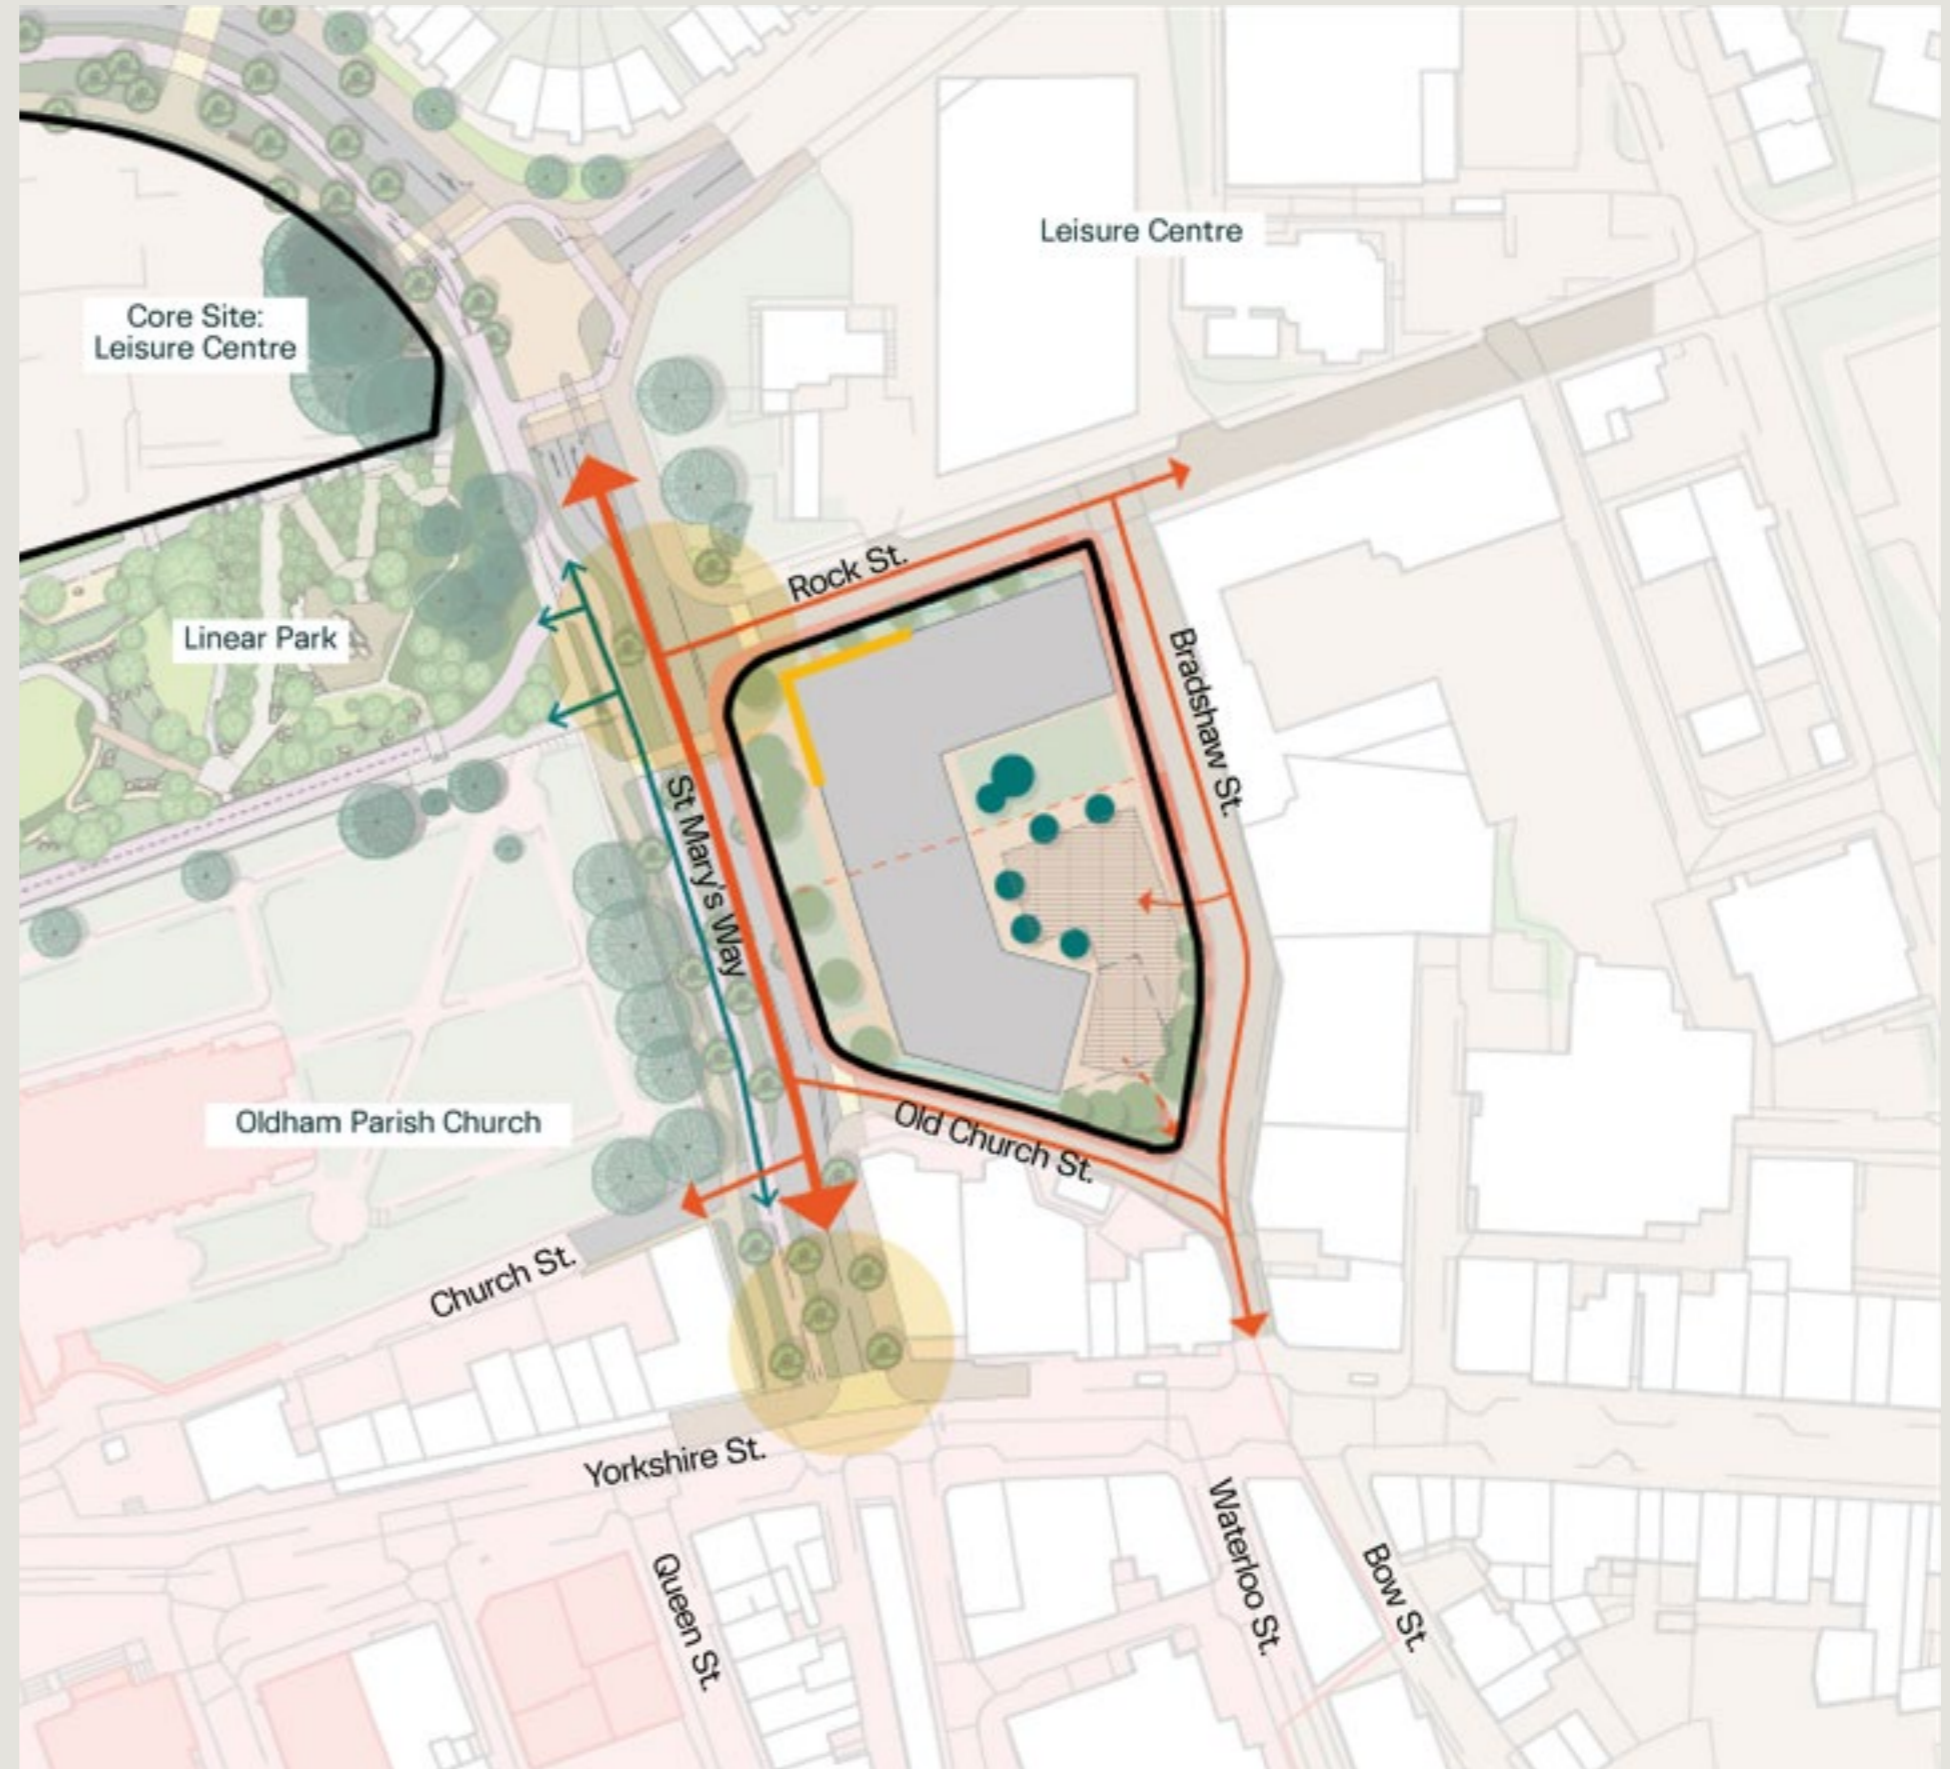 Leisure Centre
Core Site:
Leisure Centre
Rock St.
Linear Park
Bradshaw St.
St Mary's Way
Oldham Parish Church
Old Church St.
Church St.
Yorkshire St.
Queen St.
Waterloo St.
Bow St.